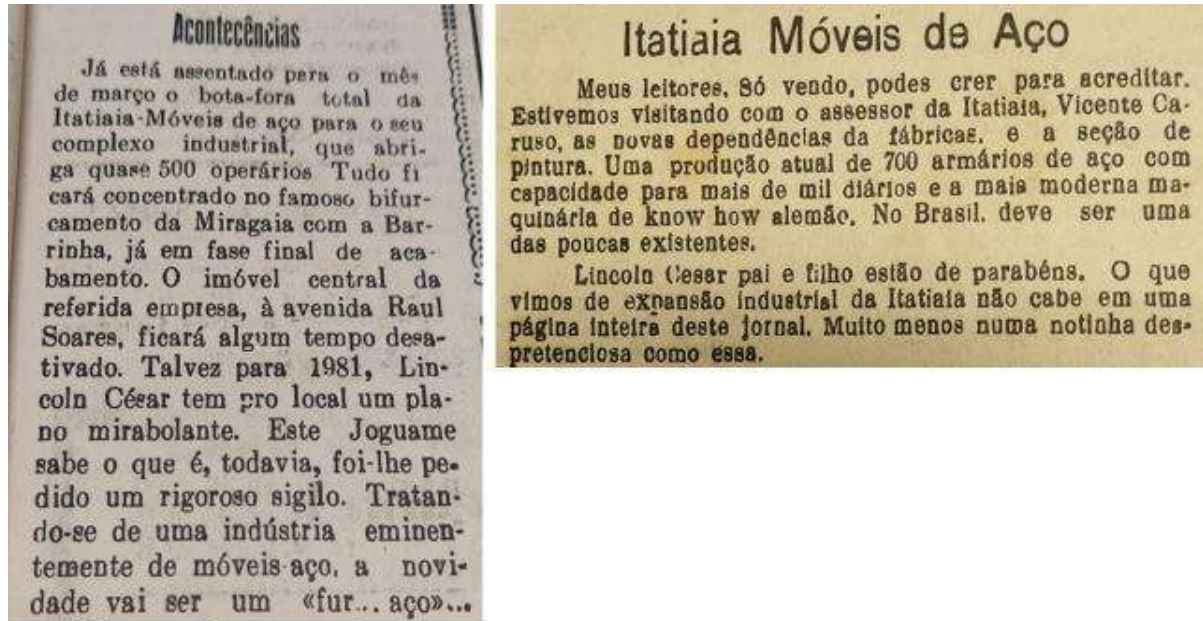 Acontecências
Já está assentado para o mês
de março o bota-fora total da
Itatiaia-Móveis de aço para o seu
complexo industrial, que abri-
ga quase 500 operários Tudo fi
cará concentrado no famoso bifur-
camento da Miragaia com a Bar-
rinha, já em fase final de aca-
bamento. O imóvel central da
referida empresa, à avenida Raul
Soares, ficará algum tempo desa-
tivado. Talvez para 1981, Lin-
coln César tem pro local um pla-
no mirabolante. Este Joguame
sabe o que é, todavia, foi-lhe pe-
dido um rigoroso sigilo. Tratan-
do-se de uma indústria eminen-
temente de móveis-aço, a novi-
dade vai ser um «fur... aço»...
Itatiaia Móveis de Aço
Meus leitores, Só vendo, podes crer para acreditar.
Estivemos visitando com o assessor da Itatiaia, Vicente Ca-
ruso, as novas dependências da fábricas, e a seção de
pintura. Uma produção atual de 700 armários de aço com
capacidade para mais de mil diários e a mais moderna ma-
quinária de know how alemão. No Brasil, deve ser uma
das poucas existentes.
Lincoln Cesar pai e filho estão de parabéns. O que
vimos de expansão industrial da Itatiaia não cabe em uma
página inteira deste jornal. Muito menos numa notinha des-
pretenciosa como essa.